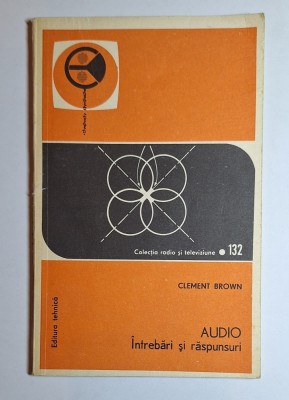 Colecția radio și televiziune ● 132
CLEMENT BROWN
AUDIO
Întrebări și răspunsuri
Editura tehnică